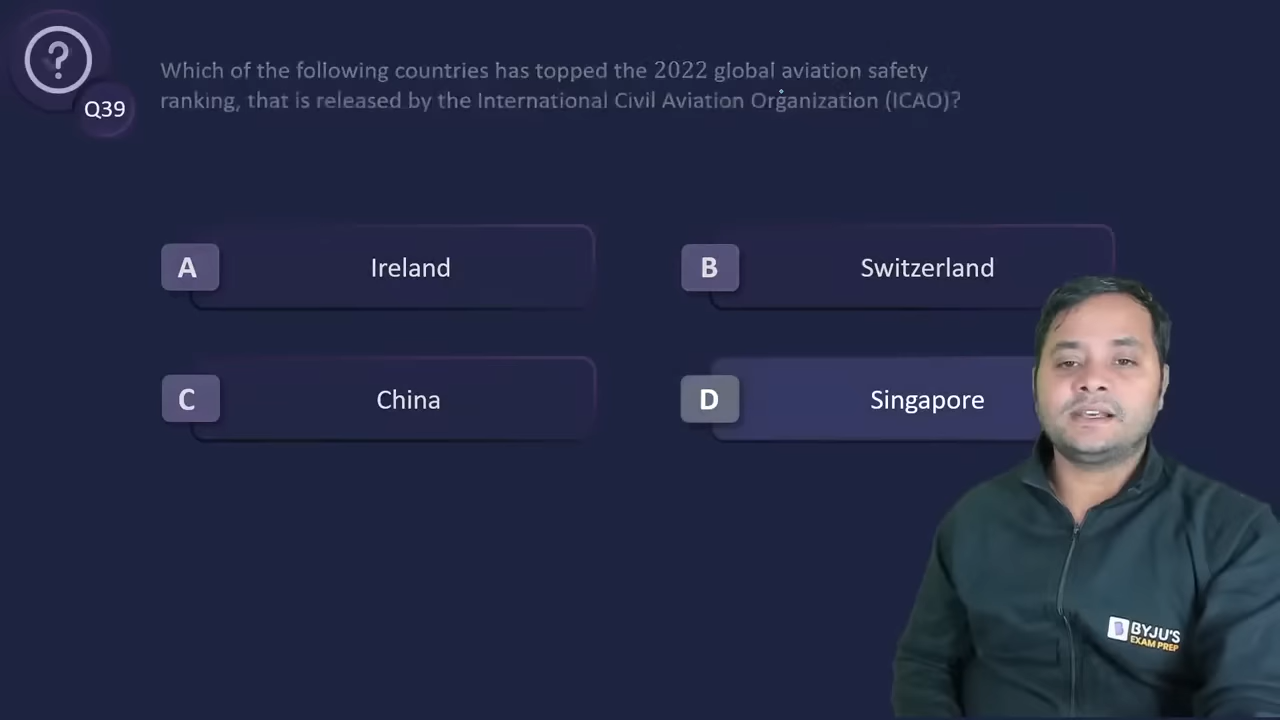 ?
Q39
Which of the following countries has topped the 2022 global aviation safety
ranking, that is released by the International Civil Aviation Organization (ICAO)?
A Ireland
B Switzerland
C China
D Singapore
B BYJU'S
EXAM PREP